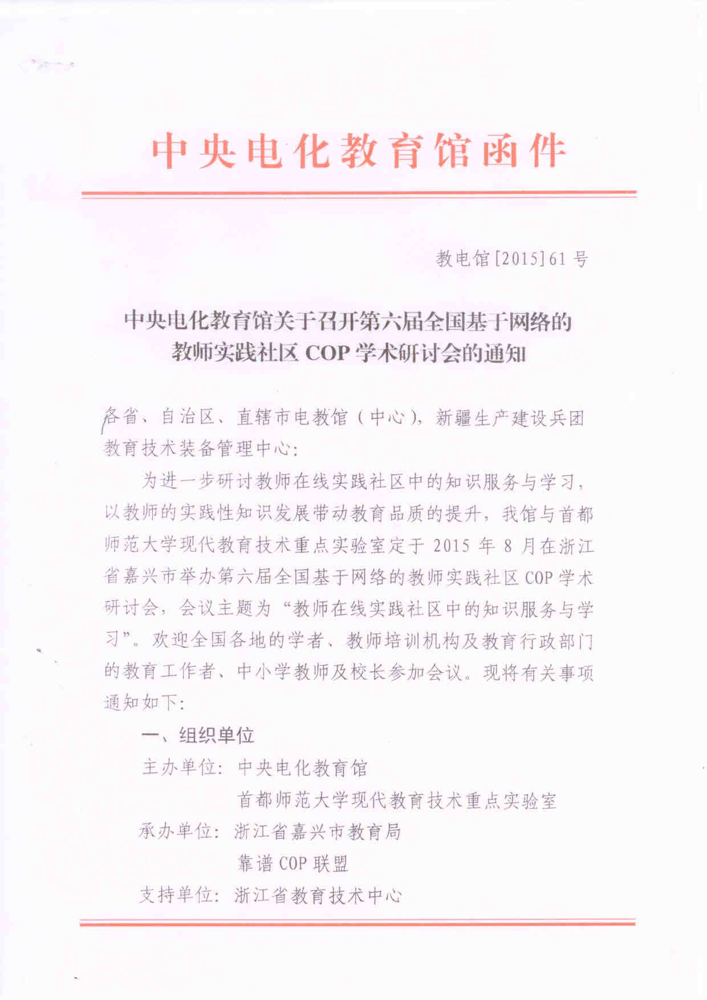 中央电化教育馆函件
教电馆[2015]61 号
中央电化教育馆关于召开第六届全国基于网络的
教师实践社区 COP 学术研讨会的通知
各省、自治区、直辖市电教馆（中心），新疆生产建设兵团
教育技术装备管理中心：
为进一步研讨教师在线实践社区中的知识服务与学习，
以教师的实践性知识发展带动教育品质的提升，我馆与首都
师范大学现代教育技术重点实验室定于 2015 年 8 月在浙江
省嘉兴市举办第六届全国基于网络的教师实践社区 COP 学术
研讨会，会议主题为“教师在线实践社区中的知识服务与学
习”。欢迎全国各地的学者、教师培训机构及教育行政部门
的教育工作者、中小学教师及校长参加会议。现将有关事项
通知如下：
一、组织单位
主办单位：中央电化教育馆
首都师范大学现代教育技术重点实验室
承办单位：浙江省嘉兴市教育局
靠谱 COP 联盟
支持单位：浙江省教育技术中心